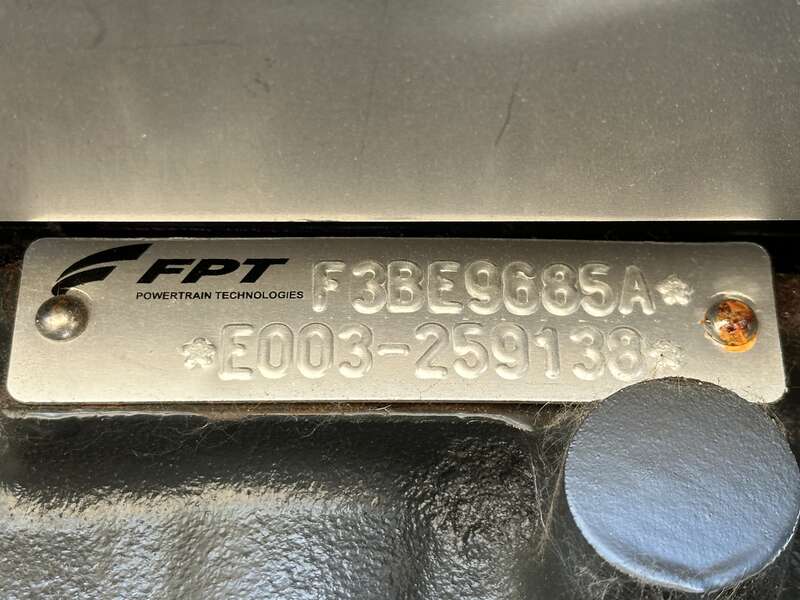 FPT F3BE9685A*
POWERTRAIN TECHNOLOGIES
*E003-259138*